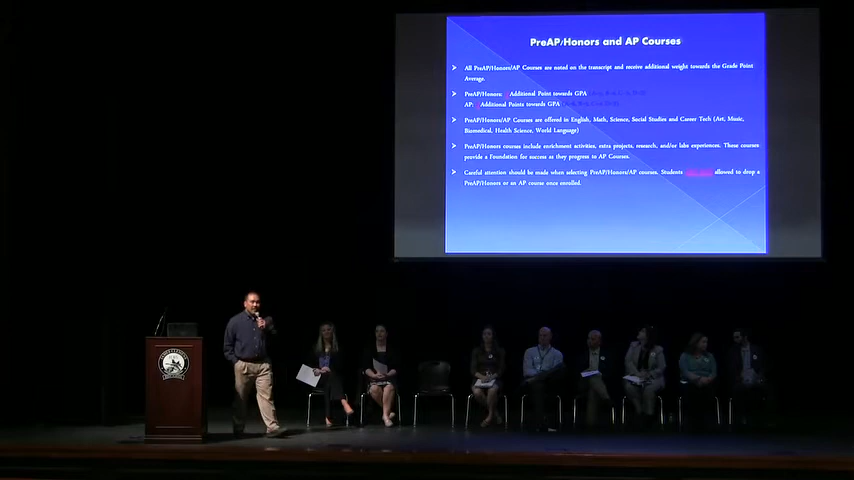 PreAP/Honors and AP Courses
All PreAP/Honors/AP Courses are noted on the transcript and receive additional weight towards the Grade Point
Average.
PreAP/Honors: Additional Point towards GPA
AP: Additional Points towards GPA
PreAP/Honors/AP Courses are offered in English, Math, Science, Social Studies and Career Tech (Art, Music,
Biomedical, Health Science, World Language)
PreAP/Honors courses include enrichment activities, extra projects, research, and/or labs experiences. These courses
provide a Foundation for success as they progress to AP Courses.
Careful attention should be made when selecting PreAP/Honors/AP courses. Students allowed to drop a
PreAP/Honors or an AP course once enrolled.